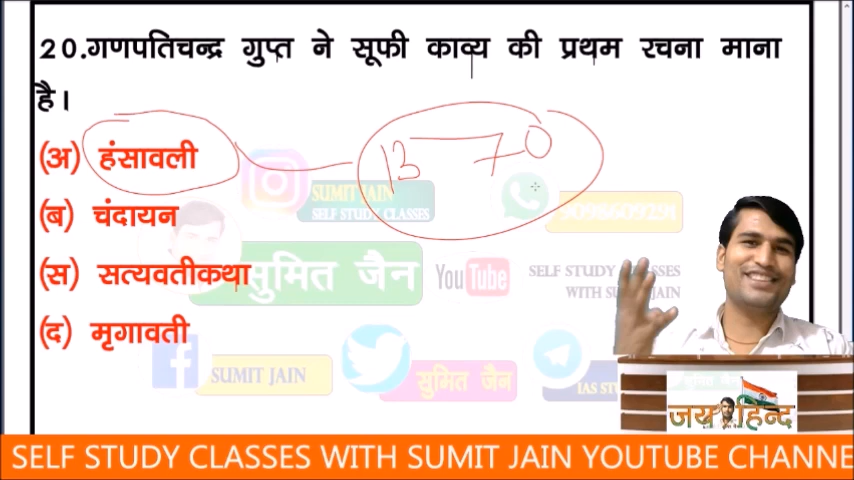 20.गणपतिचन्द्र गुप्त ने सूफी काव्य की प्रथम रचना माना
है।
(अ) हंसावली
1370
(ब) चंदायन
(स) सत्यवतीकथा
(द) मृगावती
SUMIT JAIN
SELF STUDY CLASSES
सुमित जैन
YouTube
SELF STUDY CLASSES
WITH SUMIT JAIN
SUMIT JAIN
सुमित जैन
जय हिन्द
SELF STUDY CLASSES WITH SUMIT JAIN YOUTUBE CHANNE